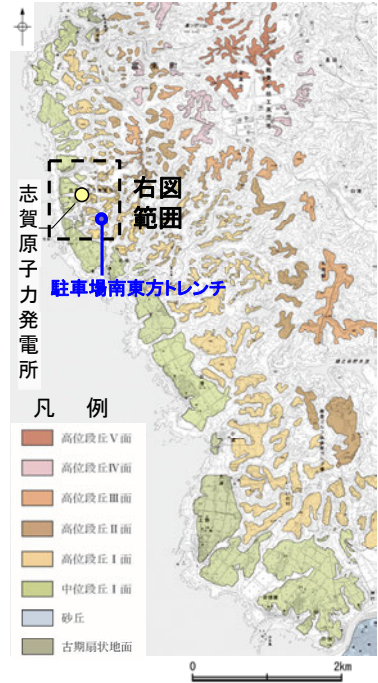 右図
範囲
志賀原子力発電所
駐車場南東方トレンチ
凡例
高位段丘Ⅴ面
高位段丘Ⅳ面
高位段丘Ⅲ面
高位段丘Ⅱ面
高位段丘Ⅰ面
中位段丘Ⅰ面
砂丘
古期扇状地面
0 2km